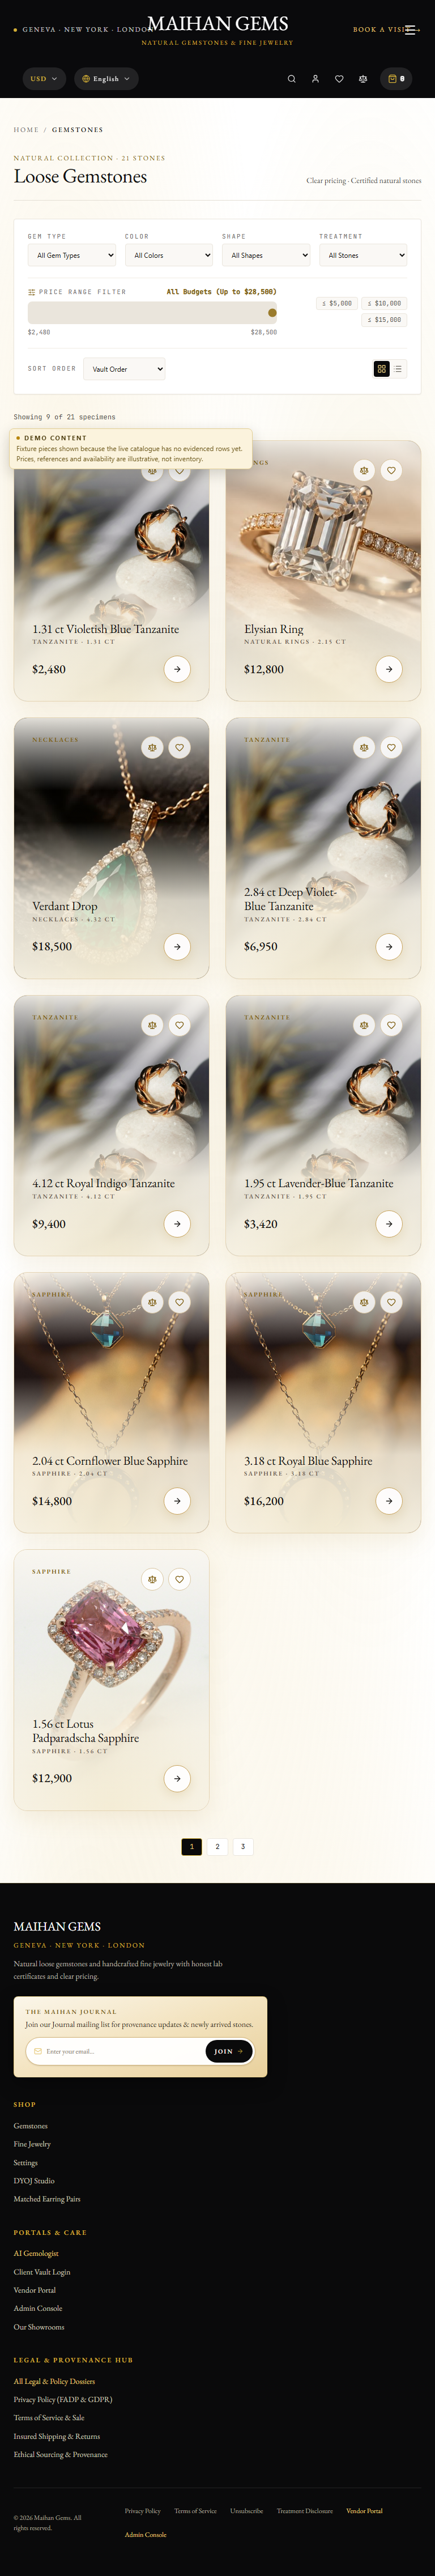 GENEVA · NEW YORK · LONDON
MAIHAN GEMS
NATURAL GEMSTONES & FINE JEWELRY
BOOK A VISIT
USD
English
0
HOME / GEMSTONES
NATURAL COLLECTION · 21 STONES
Loose Gemstones
Clear pricing · Certified natural stones
GEM TYPE
COLOR
SHAPE
TREATMENT
All Gem Types
All Colors
All Shapes
All Stones
PRICE RANGE FILTER
All Budgets (Up to $28,500)
≤ $5,000
≤ $10,000
≤ $15,000
$2,480
$28,500
SORT ORDER
Vault Order
Showing 9 of 21 specimens
DEMO CONTENT
Fixture pieces shown because the live catalogue has no evidenced rows yet.
Prices, references and availability are illustrative, not inventory.
1.31 ct Violetish Blue Tanzanite
TANZANITE · 1.31 CT
$2,480
Elysian Ring
NATURAL RINGS · 2.15 CT
$12,800
NECKLACES
Verdant Drop
NECKLACES · 4.32 CT
$18,500
TANZANITE
2.84 ct Deep Violet-
Blue Tanzanite
TANZANITE · 2.84 CT
$6,950
TANZANITE
4.12 ct Royal Indigo Tanzanite
TANZANITE · 4.12 CT
$9,400
TANZANITE
1.95 ct Lavender-Blue Tanzanite
TANZANITE · 1.95 CT
$3,420
SAPPHIRE
2.04 ct Cornflower Blue Sapphire
SAPPHIRE · 2.04 CT
$14,800
SAPPHIRE
3.18 ct Royal Blue Sapphire
SAPPHIRE · 3.18 CT
$16,200
SAPPHIRE
1.56 ct Lotus
Padparadscha Sapphire
SAPPHIRE · 1.56 CT
$12,900
1 2 3
MAIHAN GEMS
GENEVA · NEW YORK · LONDON
Natural loose gemstones and handcrafted fine jewelry with honest lab
certificates and clear pricing.
THE MAIHAN JOURNAL
Join our Journal mailing list for provenance updates & newly arrived stones.
Enter your email...
JOIN
SHOP
Gemstones
Fine Jewelry
Settings
DYOJ Studio
Matched Earring Pairs
PORTALS & CARE
AI Gemologist
Client Vault Login
Vendor Portal
Admin Console
Our Showrooms
LEGAL & PROVENANCE HUB
All Legal & Policy Dossiers
Privacy Policy (FADP & GDPR)
Terms of Service & Sale
Insured Shipping & Returns
Ethical Sourcing & Provenance
© 2026 Maihan Gems. All
rights reserved.
Privacy Policy
Terms of Service
Unsubscribe
Treatment Disclosure
Vendor Portal
Admin Console